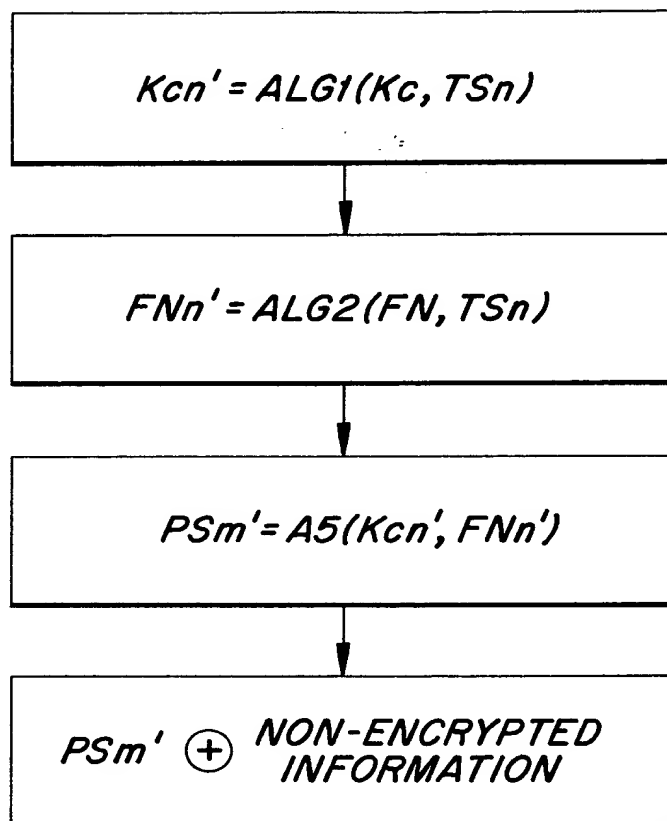 Kcn' = ALG1(Kc, TSn)
FNn' = ALG2(FN, TSn)
PSm' = A5(Kcn', FNn')
PSm' ⊕ NON-ENCRYPTED
INFORMATION